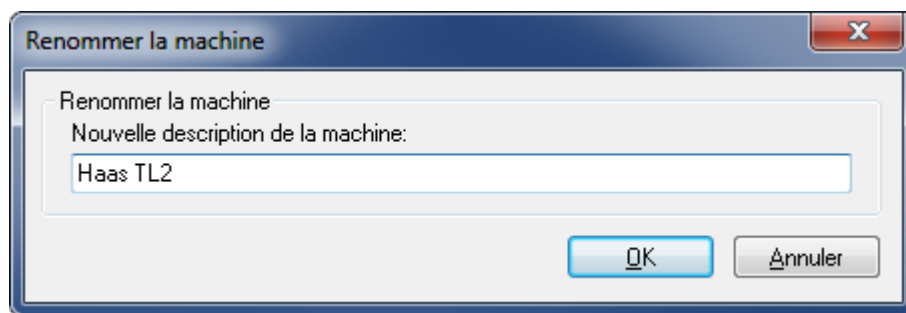 Renommer la machine
Renommer la machine
Nouvelle description de la machine:
Haas TL2
OK
Annuler